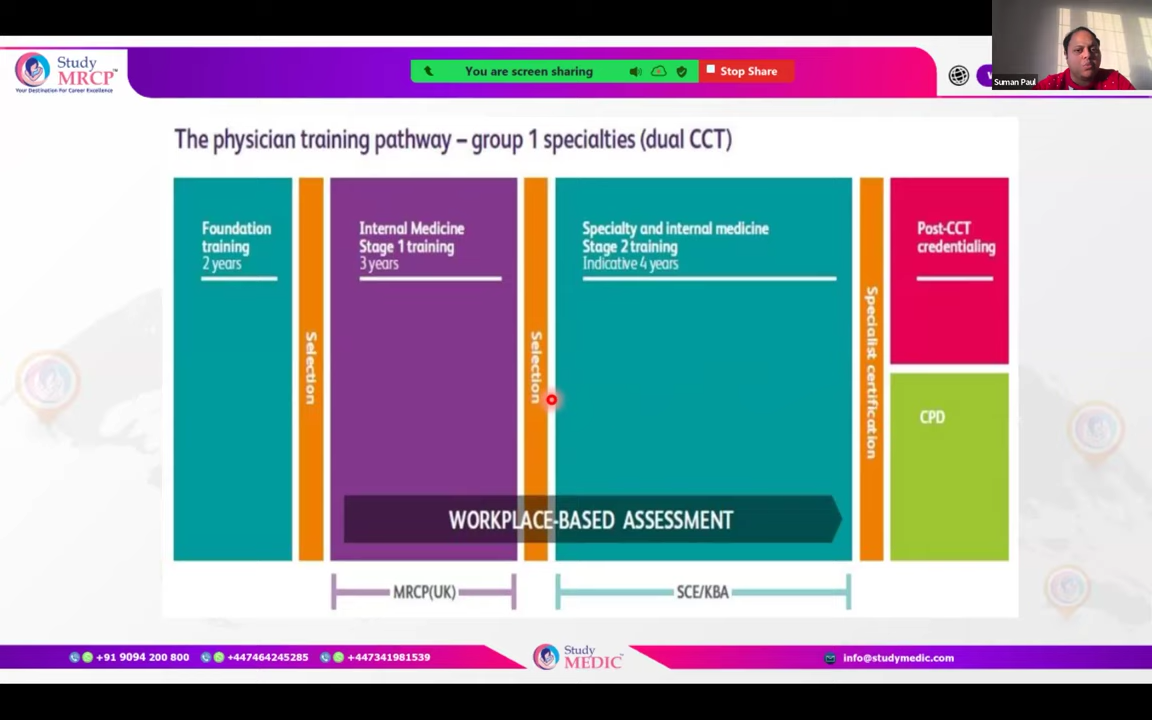 Study
MRCP™
Your Destination For Career Excellence
You are screen sharing
Stop Share
Suman Paul
The physician training pathway – group 1 specialties (dual CCT)
Foundation
training
2 years
Selection
Internal Medicine
Stage 1 training
3 years
Selection
Specialty and internal medicine
Stage 2 training
Indicative 4 years
Specialist certification
Post-CCT
credentialing
CPD
WORKPLACE-BASED ASSESSMENT
MRCP(UK)
SCE/KBA
+91 9094 200 800
+447464245285
+447341981539
Study
MEDIC™
info@studymedic.com